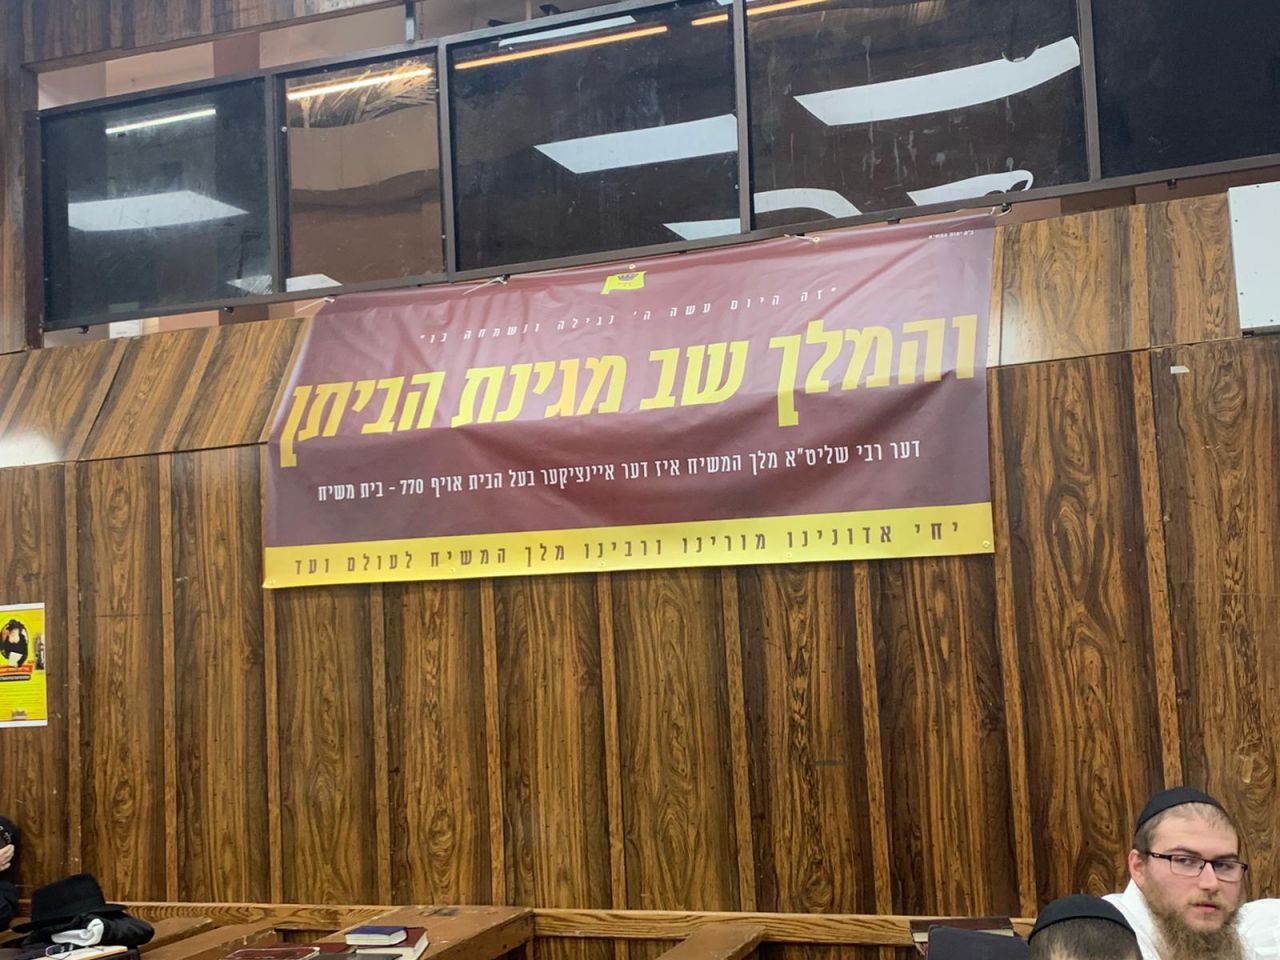 "זה היום עשה ה' נגילה ונשמחה בו"
והמלך שב מגינת הביתן
דער רבי שליט"א מלך המשיח איז דער איינציקער בעל הבית אויף 770 - בית משיח
יחי אדונינו מורינו ורבינו מלך המשיח לעולם ועד